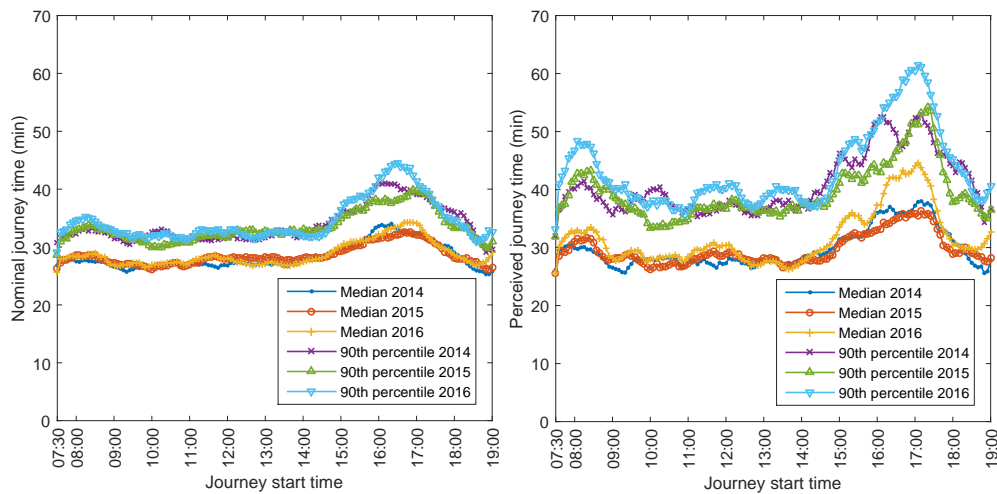 70
60
50
40
30
20
10
0
Nominal journey time (min)
07:30
08:00
09:00
10:00
11:00
12:00
13:00
14:00
15:00
16:00
17:00
18:00
19:00
Journey start time
Median 2014
Median 2015
Median 2016
90th percentile 2014
90th percentile 2015
90th percentile 2016
70
60
50
40
30
20
10
0
Perceived journey time (min)
07:30
08:00
09:00
10:00
11:00
12:00
13:00
14:00
15:00
16:00
17:00
18:00
19:00
Journey start time
Median 2014
Median 2015
Median 2016
90th percentile 2014
90th percentile 2015
90th percentile 2016